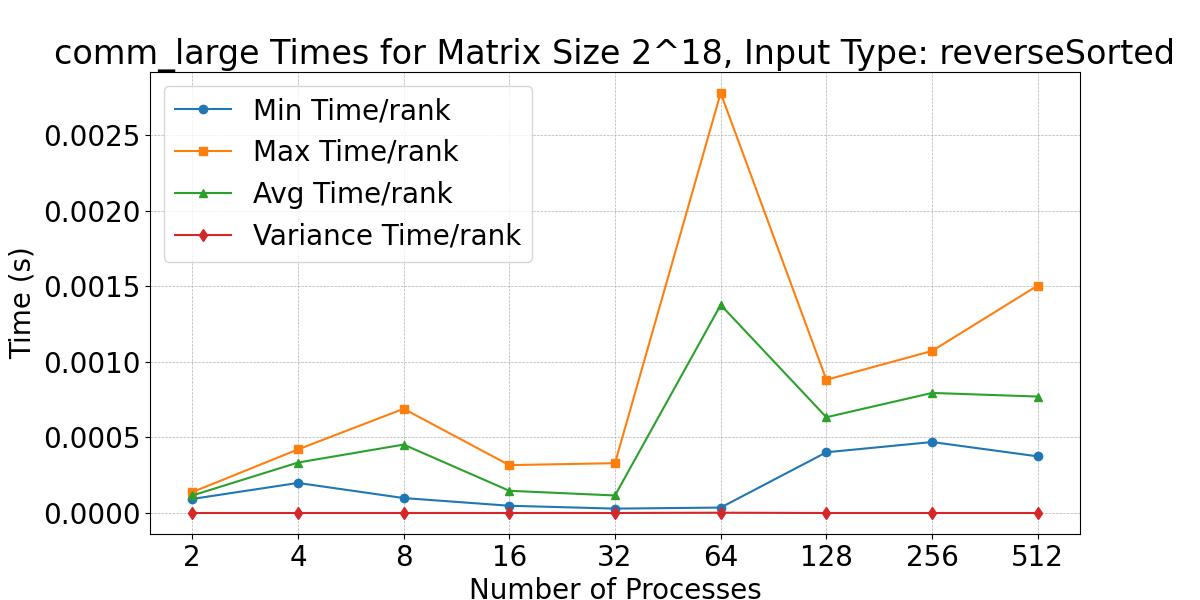 comm_large Times for Matrix Size 2^18, Input Type: reverseSorted
Min Time/rank
Max Time/rank
Avg Time/rank
Variance Time/rank
Time (s)
0.0025
0.0020
0.0015
0.0010
0.0005
0.0000
2 4 8 16 32 64 128 256 512
Number of Processes